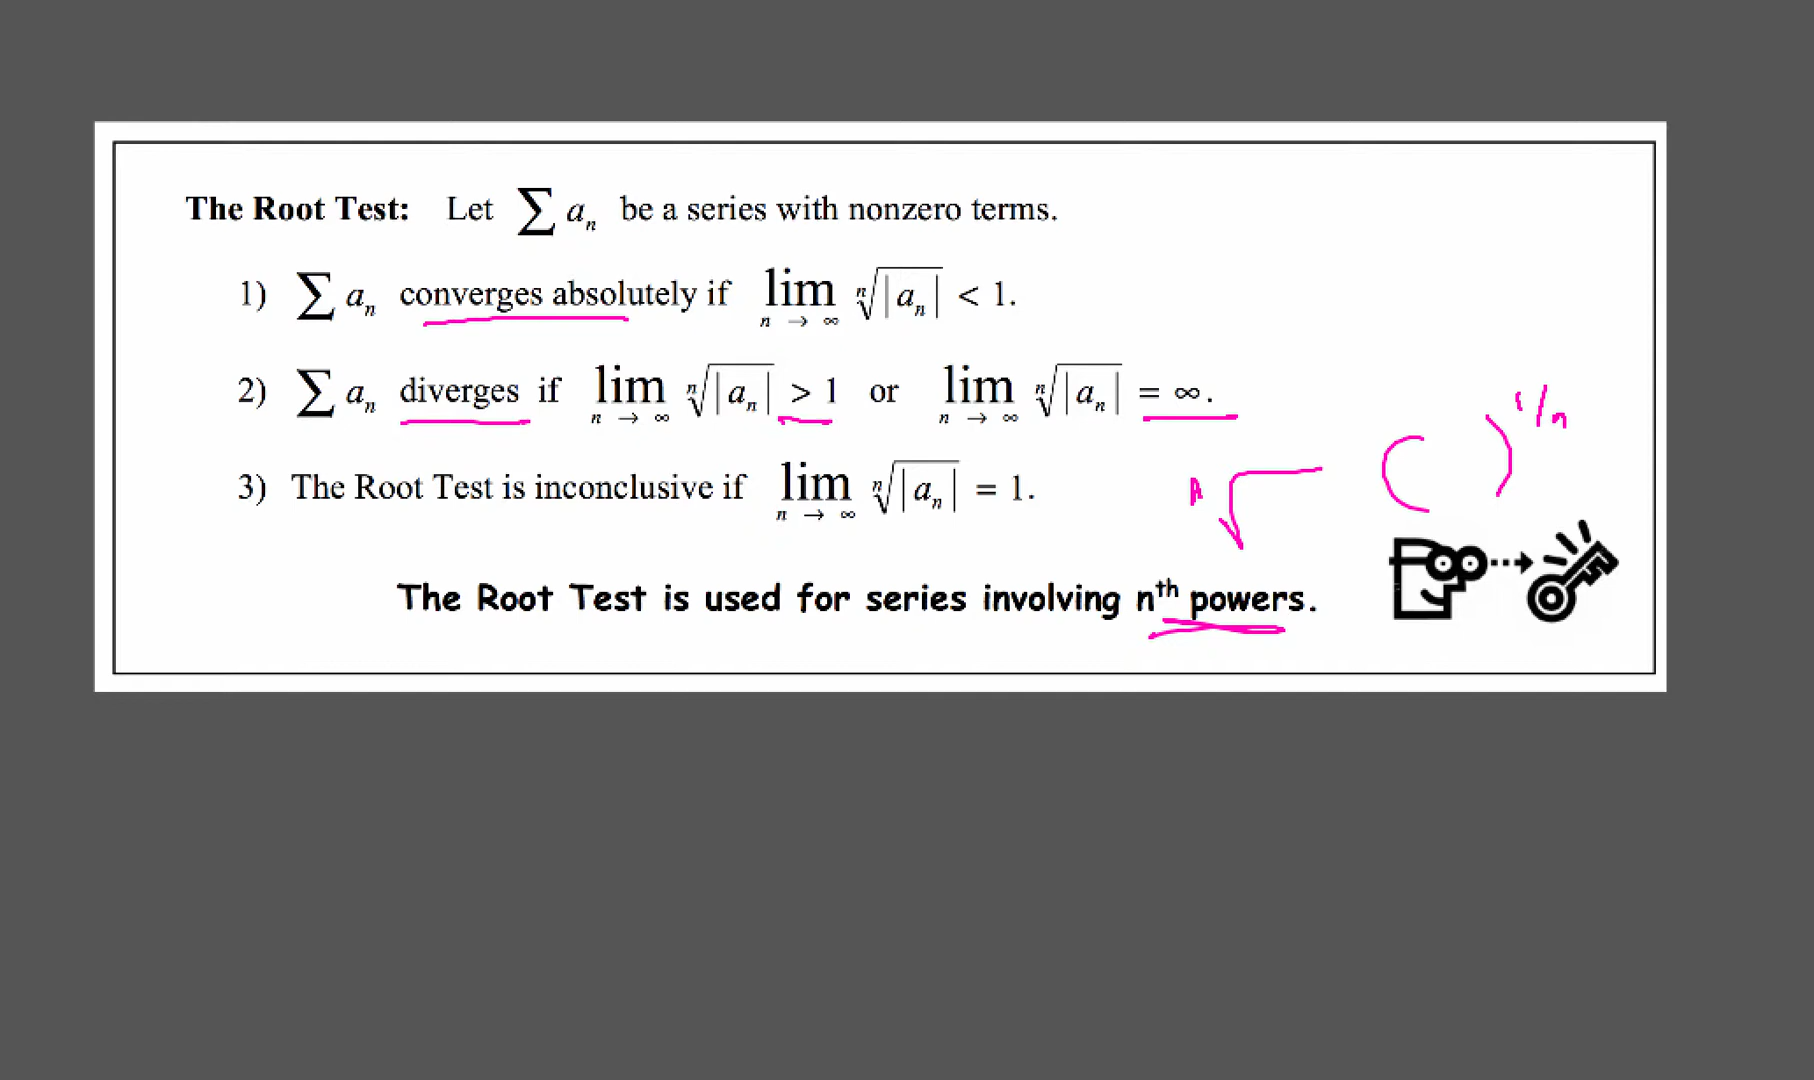 The Root Test: Let ∑ aₙ be a series with nonzero terms.
1) ∑ aₙ converges absolutely if lim n → ∞ ⁿ√|aₙ| < 1.
2) ∑ aₙ diverges if lim n → ∞ ⁿ√|aₙ| > 1 or lim n → ∞ ⁿ√|aₙ| = ∞.
( )^1/n
3) The Root Test is inconclusive if lim n → ∞ ⁿ√|aₙ| = 1.
n√
The Root Test is used for series involving nᵗʰ powers.